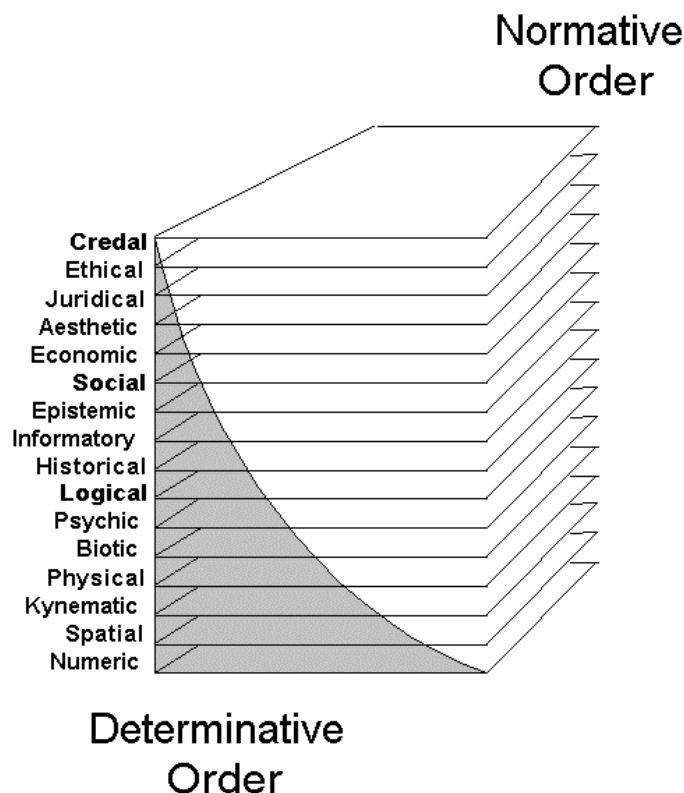 Normative
Order
Credal
Ethical
Juridical
Aesthetic
Economic
Social
Epistemic
Informatory
Historical
Logical
Psychic
Biotic
Physical
Kynematic
Spatial
Numeric
Determinative
Order